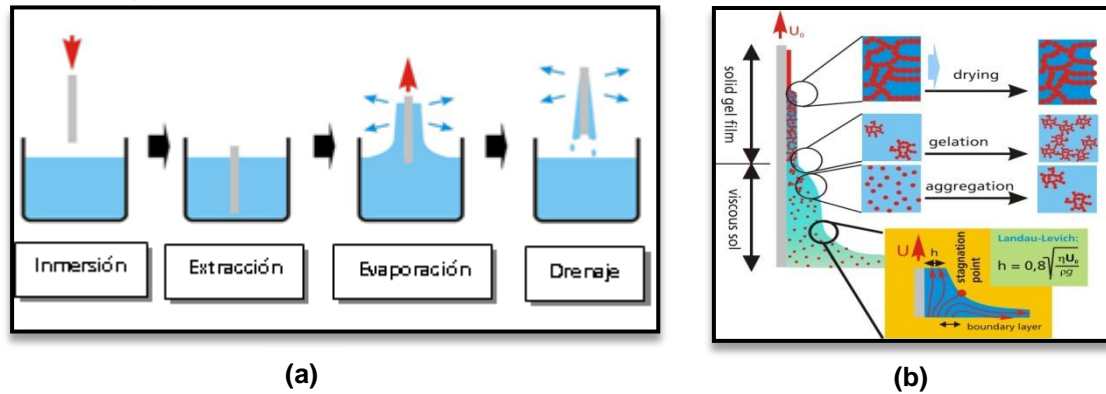 Inmersión
Extracción
Evaporación
Drenaje
(a)
U₀
solid gel film
viscous sol
drying
gelation
aggregation
Landau-Levich:
h = 0,8√(ηU₀/ρg)
U
h
stagnation
point
boundary layer
(b)